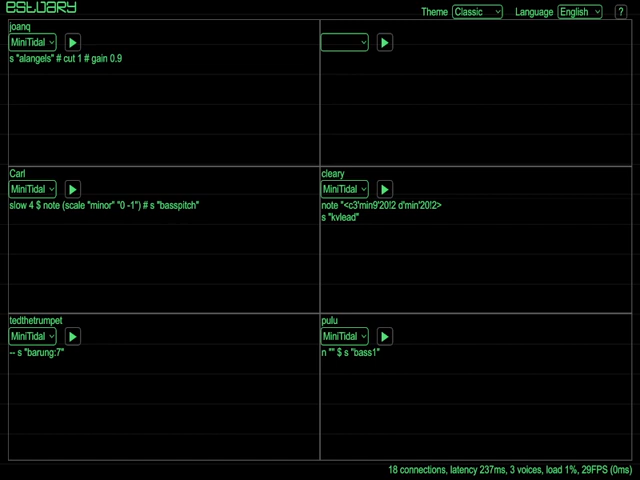 estuary
Theme Classic Language English ?
joanq
MiniTidal
s "alangels" # cut 1 # gain 0.9
Carl
MiniTidal
slow 4 $ note (scale "minor" "0 -1") # s "basspitch"
cleary
MiniTidal
note "<c3'min9'20!2 d'min'20!2>
s "kvlead"
tedthetrumpet
MiniTidal
-- s "barung:7"
pulu
MiniTidal
n "" $ s "bass1"
18 connections, latency 237ms, 3 voices, load 1%, 29FPS (0ms)